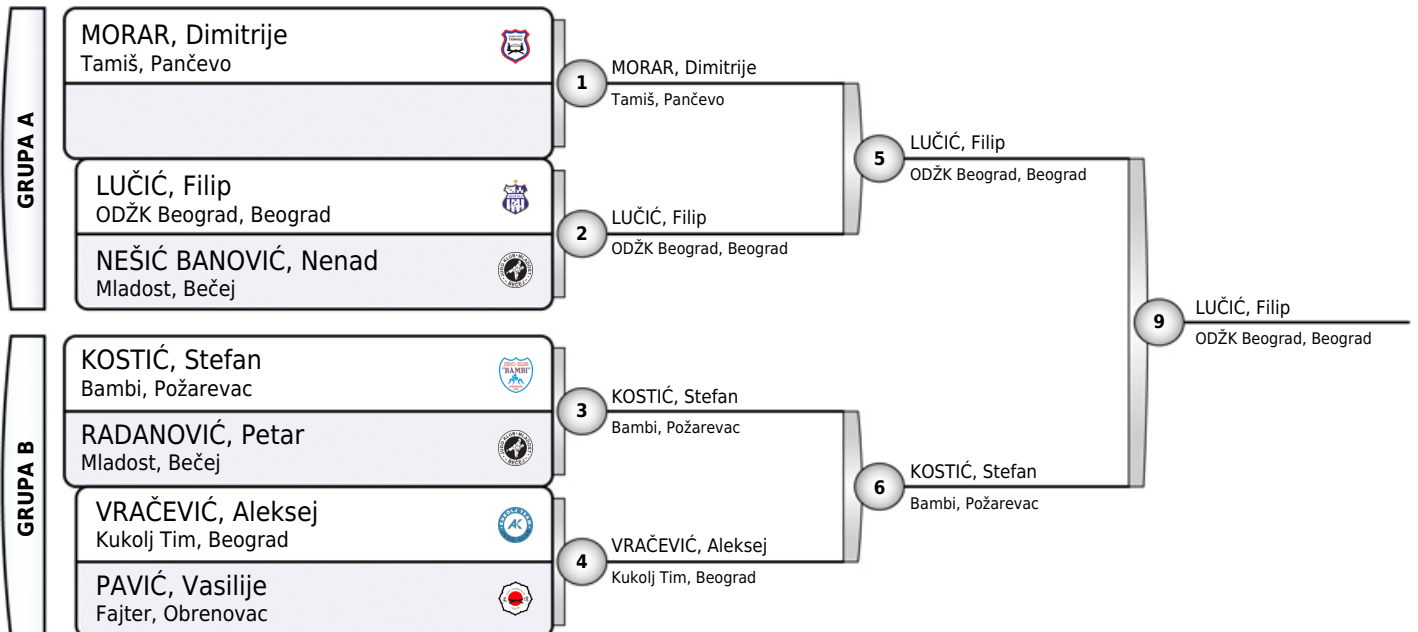 GRUPA A
MORAR, Dimitrije
Tamiš, Pančevo
LUČIĆ, Filip
ODŽK Beograd, Beograd
NEŠIĆ BANOVIĆ, Nenad
Mladost, Bečej
1
MORAR, Dimitrije
Tamiš, Pančevo
2
LUČIĆ, Filip
ODŽK Beograd, Beograd
5
LUČIĆ, Filip
ODŽK Beograd, Beograd
GRUPA B
KOSTIĆ, Stefan
Bambi, Požarevac
"BAMBI"
RADANOVIĆ, Petar
Mladost, Bečej
VRAČEVIĆ, Aleksej
Kukolj Tim, Beograd
AK
PAVIĆ, Vasilije
Fajter, Obrenovac
3
KOSTIĆ, Stefan
Bambi, Požarevac
4
VRAČEVIĆ, Aleksej
Kukolj Tim, Beograd
6
KOSTIĆ, Stefan
Bambi, Požarevac
9
LUČIĆ, Filip
ODŽK Beograd, Beograd